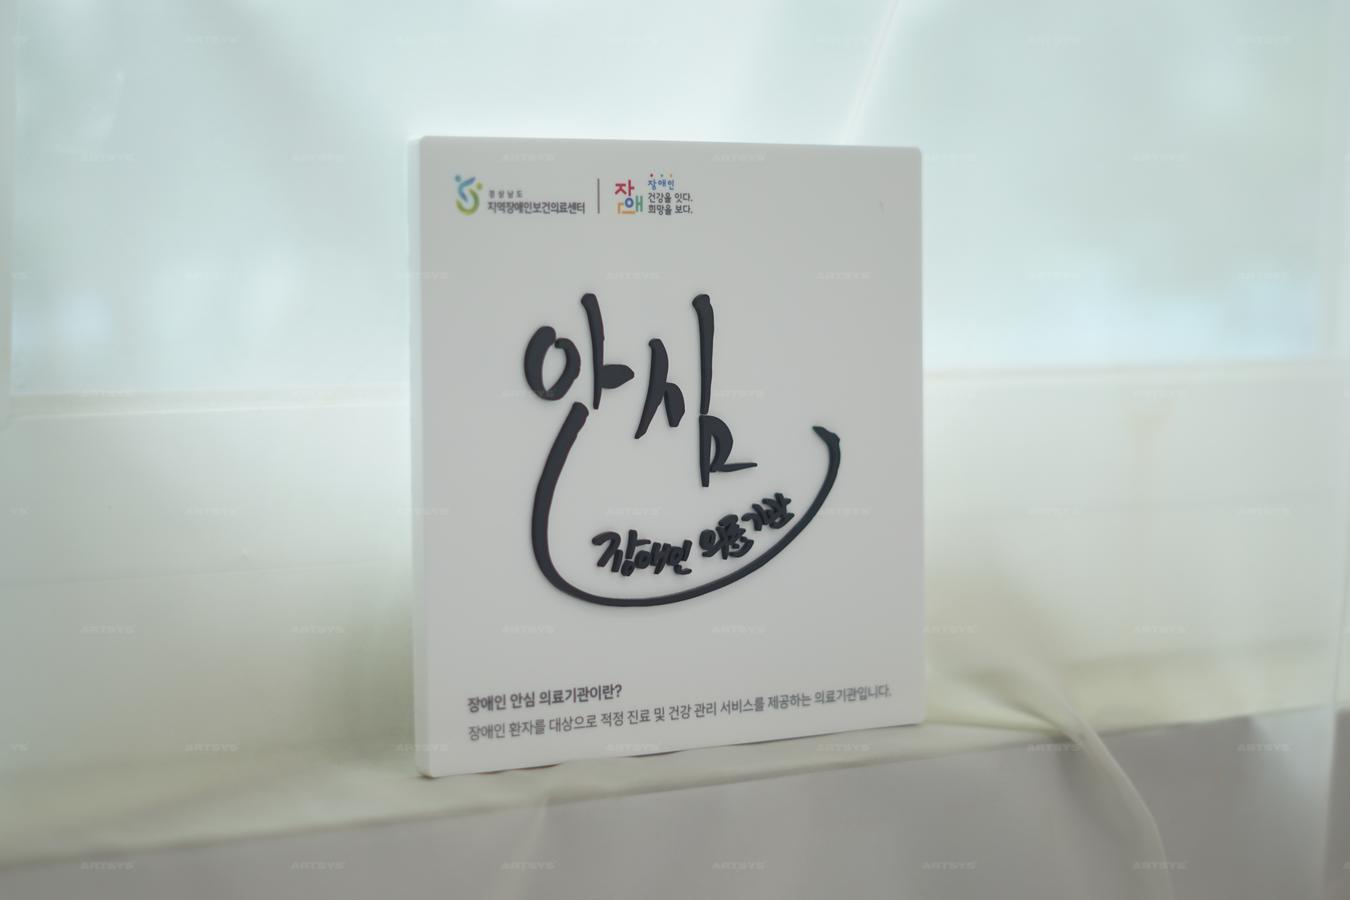 경상남도
지역장애인보건의료센터
장애
장애인
건강을 잇다.
희망을 보다.
안심
장애인 의료기관
장애인 안심 의료기관이란?
장애인 환자를 대상으로 적정 진료 및 건강 관리 서비스를 제공하는 의료기관입니다.
ARTSYS